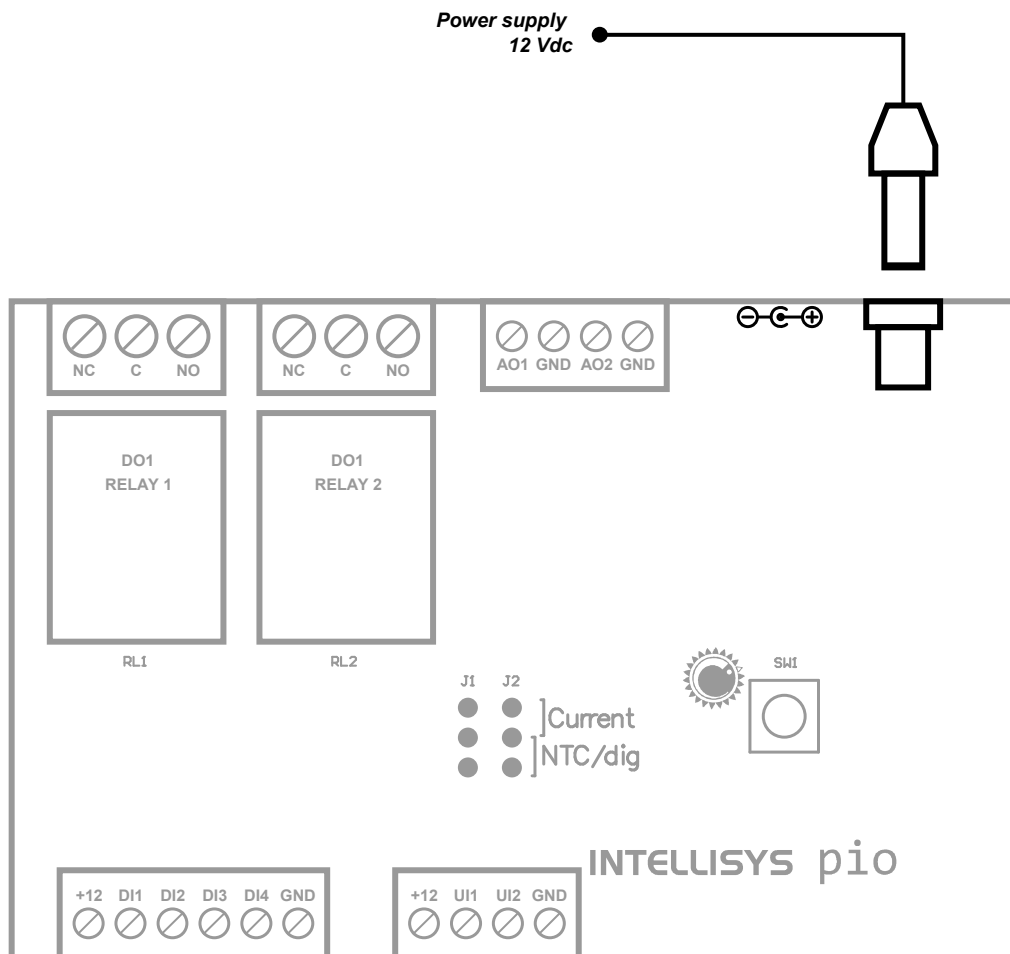 Power supply
12 Vdc
NC C NO
NC C NO
AO1 GND AO2 GND
DO1
RELAY 1
DO1
RELAY 2
RL1
RL2
J1 J2
SW1
Current
NTC/dig
INTELLISYS pio
+12 DI1 DI2 DI3 DI4 GND
+12 UI1 UI2 GND